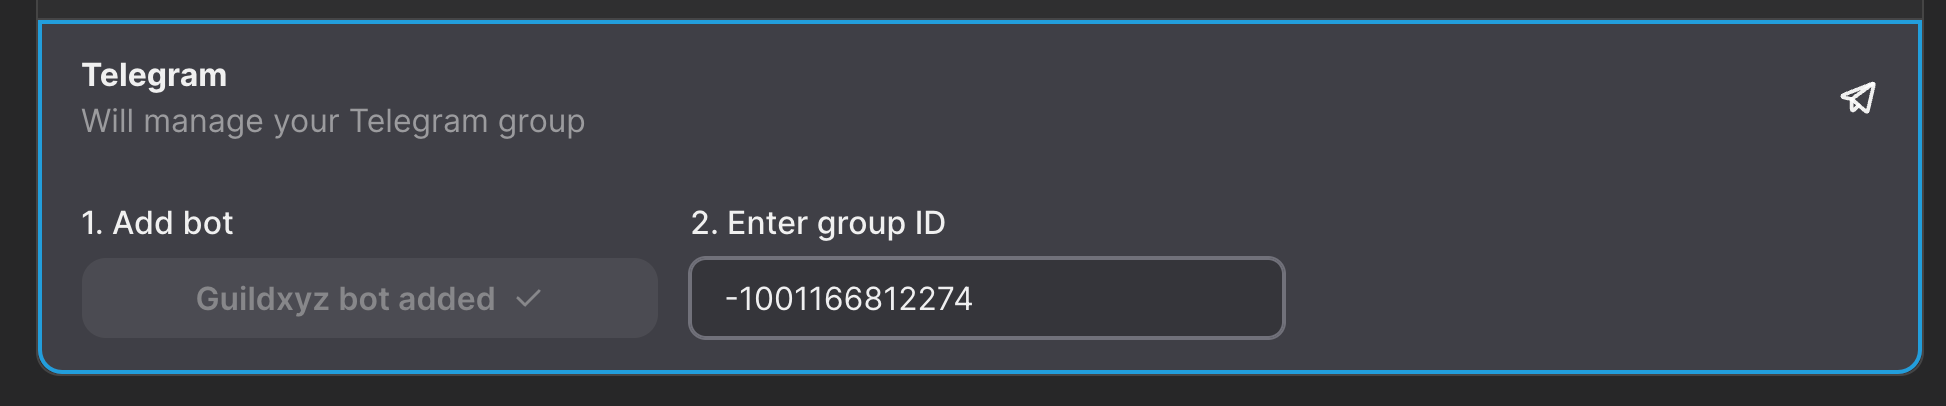 Telegram
Will manage your Telegram group
1. Add bot
Guildxyz bot added ✓
2. Enter group ID
-1001166812274